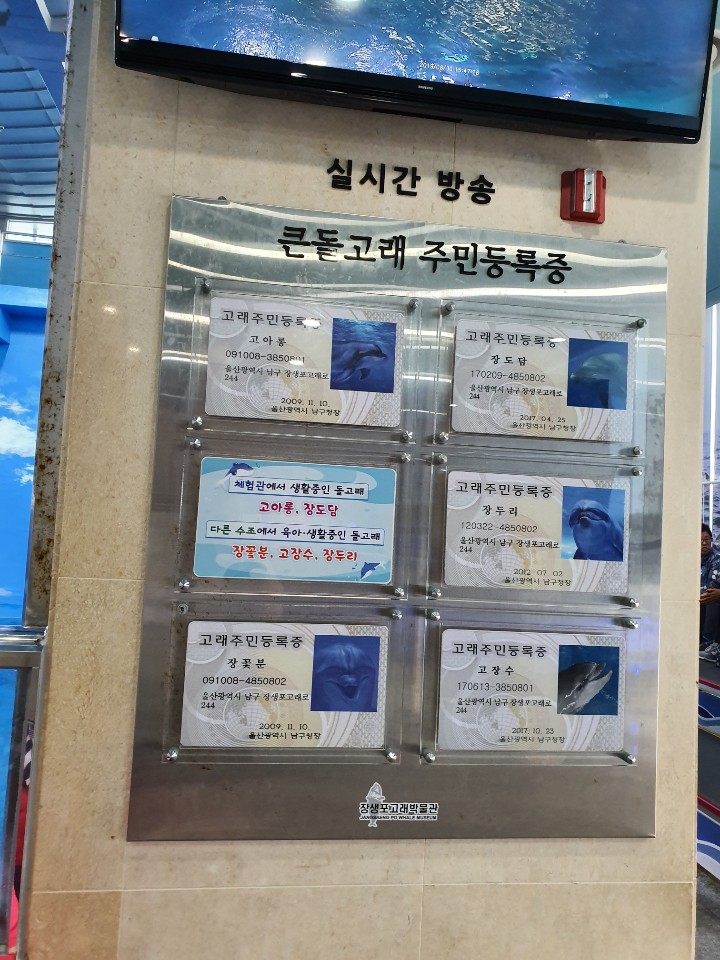 SAMSUNG
실시간 방송
큰돌고래 주민등록증
고래주민등록증
고아롱
091008-3850801
울산광역시 남구 장생포고래로
244
2009. 11. 10.
울산광역시 남구청장
고래주민등록증
장도담
170209-4850802
울산광역시 남구 장생포고래로
244
2017. 04. 25
울산광역시 남구청장
체험관에서 생활중인 돌고래
고아롱, 장도담
다른 수조에서 육아·생활중인 돌고래
장꽃분, 고장수, 장두리
고래주민등록증
장두리
120322-4850802
울산광역시 남구 장생포고래로
244
2012. 07. 02
울산광역시 남구청장
고래주민등록증
장꽃분
091008-4850802
울산광역시 남구 장생포고래로
244
2009. 11. 10.
울산광역시 남구청장
고래주민등록증
고장수
170613-3850801
울산광역시 남구 장생포고래로
244
2017. 10. 23
울산광역시 남구청장
장생포고래박물관
JANGSAENG PO WHALE MUSEUM